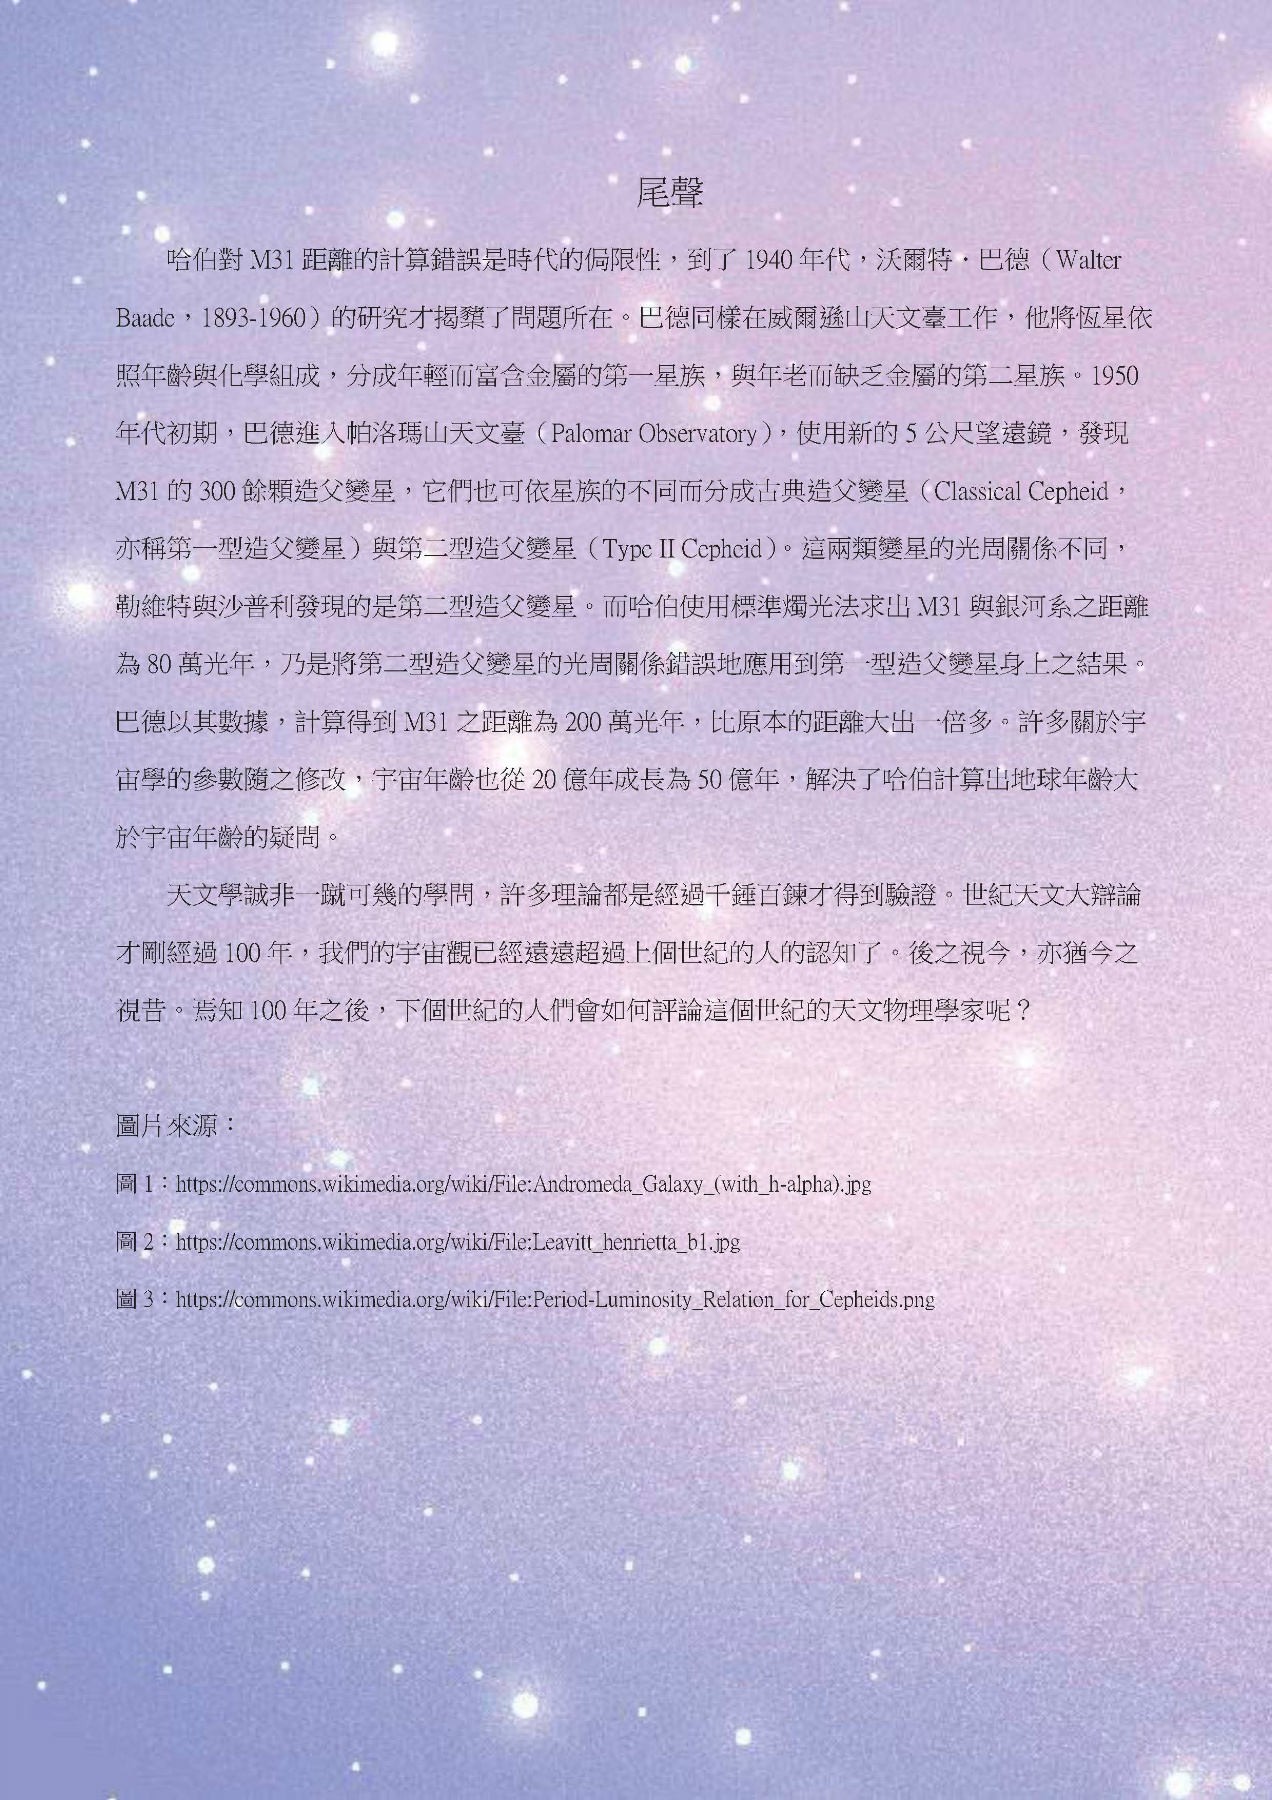 尾聲
哈伯對 M31 距離的計算錯誤是時代的侷限性，到了 1940 年代，沃爾特．巴德（Walter
Baade，1893-1960）的研究才揭櫫了問題所在。巴德同樣在威爾遜山天文臺工作，他將恆星依
照年齡與化學組成，分成年輕而富含金屬的第一星族，與年老而缺乏金屬的第二星族。1950
年代初期，巴德進入帕洛瑪山天文臺（Palomar Observatory），使用新的 5 公尺望遠鏡，發現
M31 的 300 餘顆造父變星，它們也可依星族的不同而分成古典造父變星（Classical Cepheid，
亦稱第一型造父變星）與第二型造父變星（Type II Cepheid）。這兩類變星的光周關係不同，
勒維特與沙普利發現的是第二型造父變星。而哈伯使用標準燭光法求出 M31 與銀河系之距離
為 80 萬光年，乃是將第二型造父變星的光周關係錯誤地應用到第一型造父變星身上之結果。
巴德以其數據，計算得到 M31 之距離為 200 萬光年，比原本的距離大出一倍多。許多關於宇
宙學的參數隨之修改，宇宙年齡也從 20 億年成長為 50 億年，解決了哈伯計算出地球年齡大
於宇宙年齡的疑問。
天文學誠非一蹴可幾的學問，許多理論都是經過千錘百鍊才得到驗證。世紀天文大辯論
才剛經過 100 年，我們的宇宙觀已經遠遠超過上個世紀的人的認知了。後之視今，亦猶今之
視昔。焉知 100 年之後，下個世紀的人們會如何評論這個世紀的天文物理學家呢？
圖片來源：
圖 1：https://commons.wikimedia.org/wiki/File:Andromeda_Galaxy_(with_h-alpha).jpg
圖 2：https://commons.wikimedia.org/wiki/File:Leavitt_henrietta_b1.jpg
圖 3：https://commons.wikimedia.org/wiki/File:Period-Luminosity_Relation_for_Cepheids.png